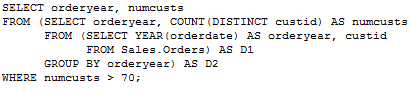 SELECT orderyear, numcusts
FROM (SELECT orderyear, COUNT(DISTINCT custid) AS numcusts
      FROM (SELECT YEAR(orderdate) AS orderyear, custid
            FROM Sales.Orders) AS D1
      GROUP BY orderyear) AS D2
WHERE numcusts > 70;